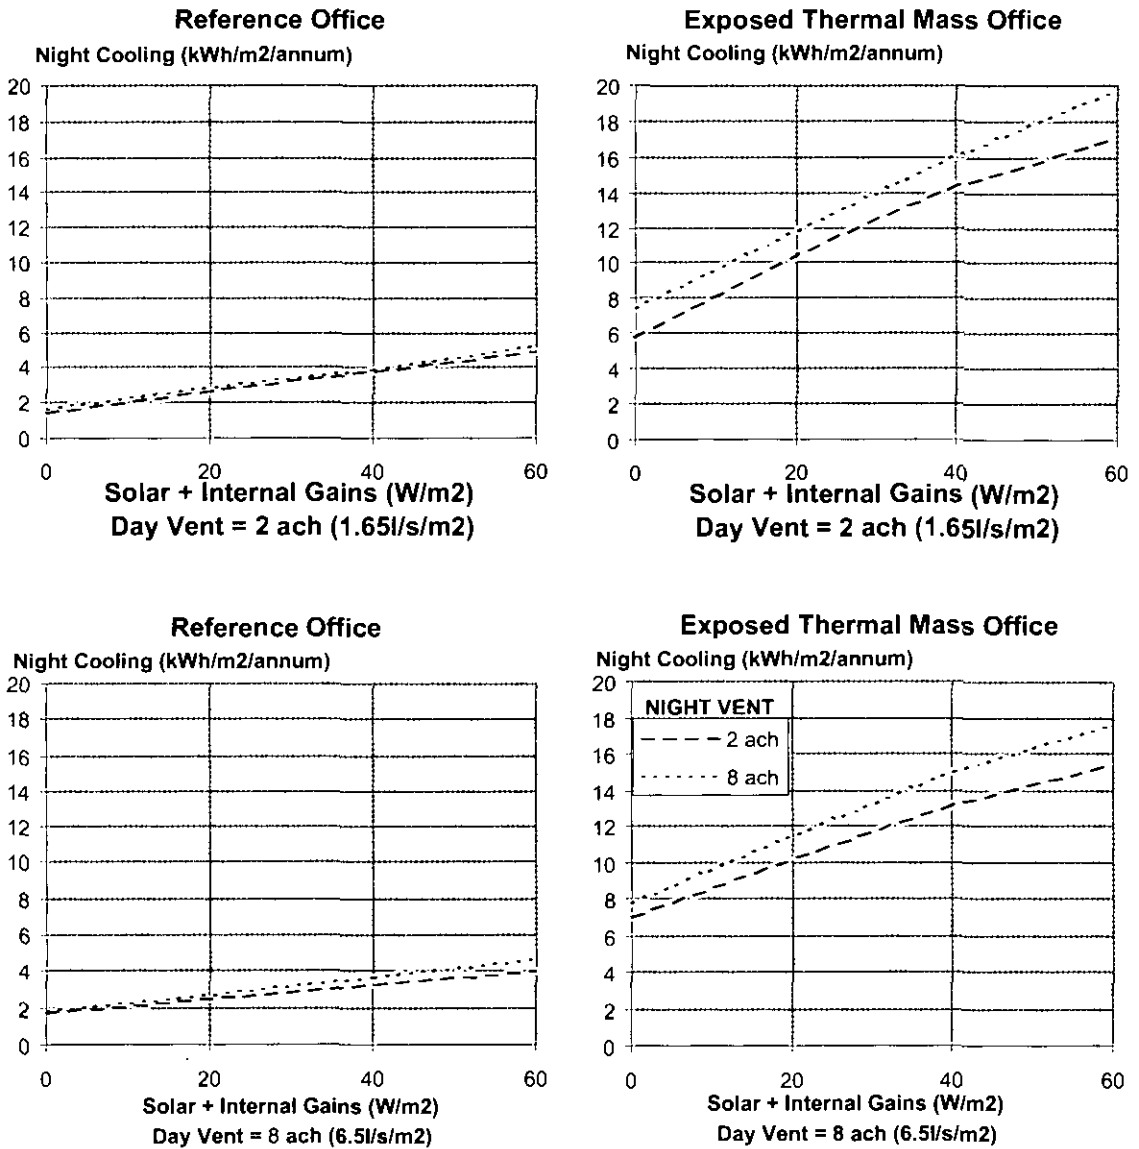 Reference Office
Night Cooling (kWh/m2/annum)
20
18
16
14
12
10
8
6
4
2
0
0 20 40 60
Solar + Internal Gains (W/m2)
Day Vent = 2 ach (1.65l/s/m2)
Exposed Thermal Mass Office
Night Cooling (kWh/m2/annum)
20
18
16
14
12
10
8
6
4
2
0
0 20 40 60
Solar + Internal Gains (W/m2)
Day Vent = 2 ach (1.65l/s/m2)
Reference Office
Night Cooling (kWh/m2/annum)
20
18
16
14
12
10
8
6
4
2
0
0 20 40 60
Solar + Internal Gains (W/m2)
Day Vent = 8 ach (6.5l/s/m2)
Exposed Thermal Mass Office
Night Cooling (kWh/m2/annum)
20
18
16
14
12
10
8
6
4
2
0
NIGHT VENT
2 ach
8 ach
0 20 40 60
Solar + Internal Gains (W/m2)
Day Vent = 8 ach (6.5l/s/m2)